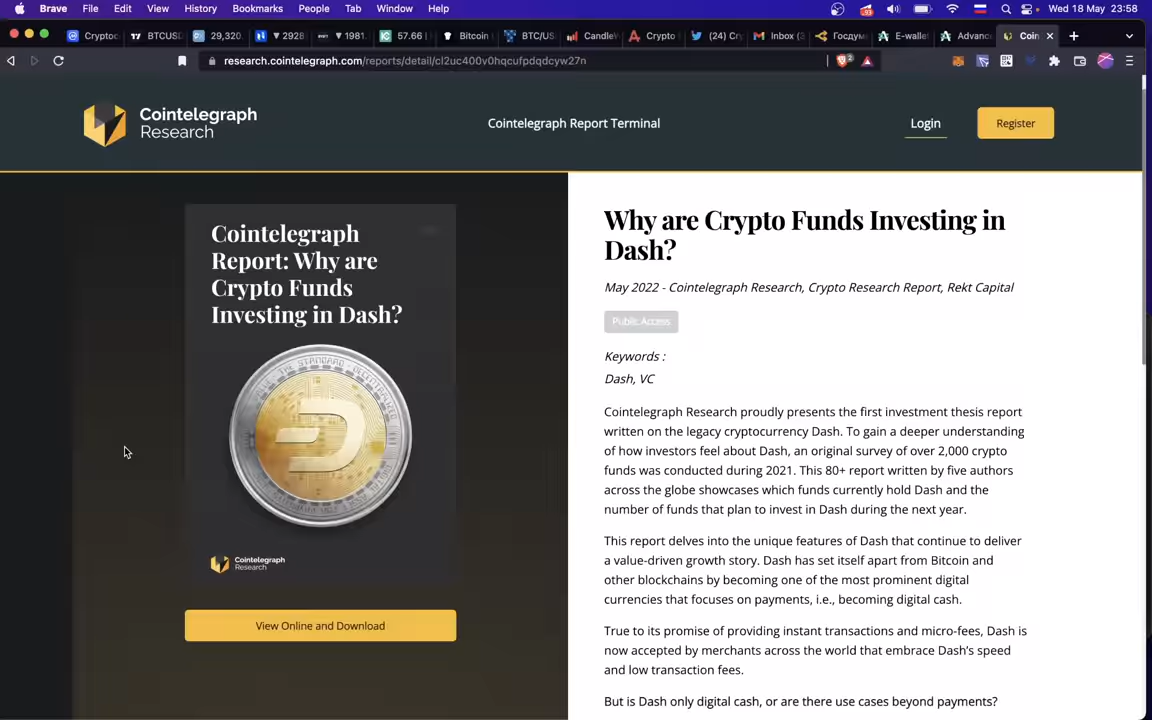 Brave File Edit View History Bookmarks People Tab Window Help Wed 18 May 23:58
Cryptoc BTCUSD 29,320. ▼ 2928 ▼ 1981. 57.66 | Bitcoin BTC/US CandleV Crypto (24) Cr Inbox (3 Госдум E-wallet Advanc Coin
research.cointelegraph.com/reports/detail/cl2uc400v0hqcufpdqdcyw27n
Cointelegraph
Research
Cointelegraph Report Terminal
Login
Register
Cointelegraph
Report: Why are
Crypto Funds
Investing in Dash?
Cointelegraph
Research
View Online and Download
Why are Crypto Funds Investing in
Dash?
May 2022 - Cointelegraph Research, Crypto Research Report, Rekt Capital
Public Access
Keywords :
Dash, VC
Cointelegraph Research proudly presents the first investment thesis report
written on the legacy cryptocurrency Dash. To gain a deeper understanding
of how investors feel about Dash, an original survey of over 2,000 crypto
funds was conducted during 2021. This 80+ report written by five authors
across the globe showcases which funds currently hold Dash and the
number of funds that plan to invest in Dash during the next year.
This report delves into the unique features of Dash that continue to deliver
a value-driven growth story. Dash has set itself apart from Bitcoin and
other blockchains by becoming one of the most prominent digital
currencies that focuses on payments, i.e., becoming digital cash.
True to its promise of providing instant transactions and micro-fees, Dash is
now accepted by merchants across the world that embrace Dash's speed
and low transaction fees.
But is Dash only digital cash, or are there use cases beyond payments?